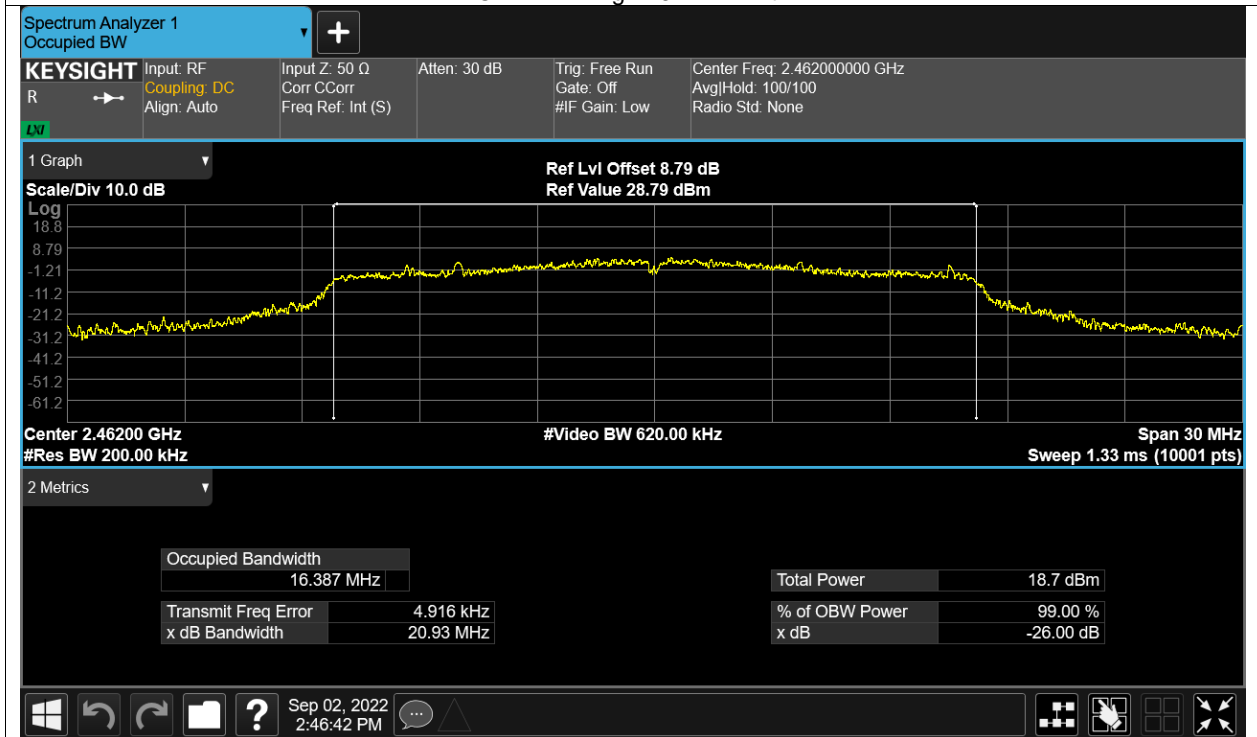 Spectrum Analyzer 1
Occupied BW
+
KEYSIGHT
R
LXI
Input: RF
Coupling: DC
Align: Auto
Input Z: 50 Ω
Corr CCorr
Freq Ref: Int (S)
Atten: 30 dB
Trig: Free Run
Gate: Off
#IF Gain: Low
Center Freq: 2.462000000 GHz
Avg|Hold: 100/100
Radio Std: None
1 Graph
Scale/Div 10.0 dB
Ref Lvl Offset 8.79 dB
Ref Value 28.79 dBm
Log
18.8
8.79
-1.21
-11.2
-21.2
-31.2
-41.2
-51.2
-61.2
Center 2.46200 GHz
#Video BW 620.00 kHz
Span 30 MHz
#Res BW 200.00 kHz
Sweep 1.33 ms (10001 pts)
2 Metrics
Occupied Bandwidth
16.387 MHz
Total Power 18.7 dBm
Transmit Freq Error 4.916 kHz
% of OBW Power 99.00 %
x dB Bandwidth 20.93 MHz
x dB -26.00 dB
?
Sep 02, 2022
2:46:42 PM